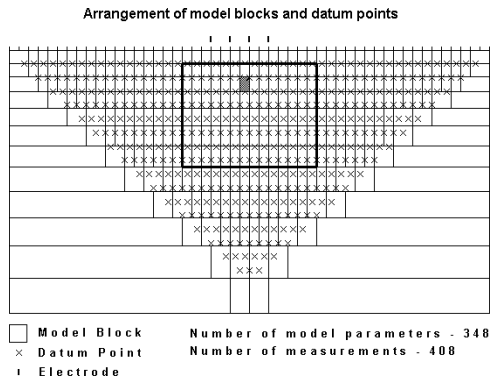 Arrangement of model blocks and datum points
Model Block
Number of model parameters - 348
Datum Point
Number of measurements - 408
Electrode